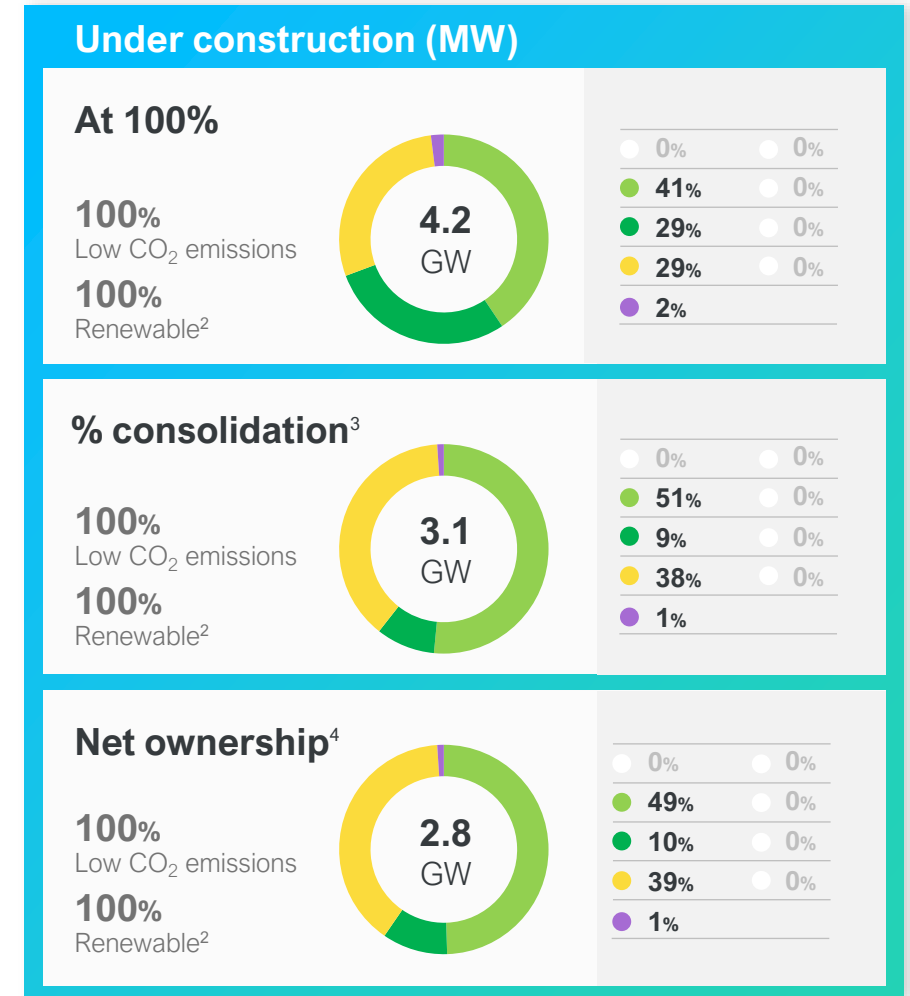 Under construction (MW)
At 100%
100%
Low CO₂ emissions
100%
Renewable²
4.2
GW
0% 0%
41% 0%
29% 0%
29% 0%
2%
% consolidation³
100%
Low CO₂ emissions
100%
Renewable²
3.1
GW
0% 0%
51% 0%
9% 0%
38% 0%
1%
Net ownership⁴
100%
Low CO₂ emissions
100%
Renewable²
2.8
GW
0% 0%
49% 0%
10% 0%
39% 0%
1%